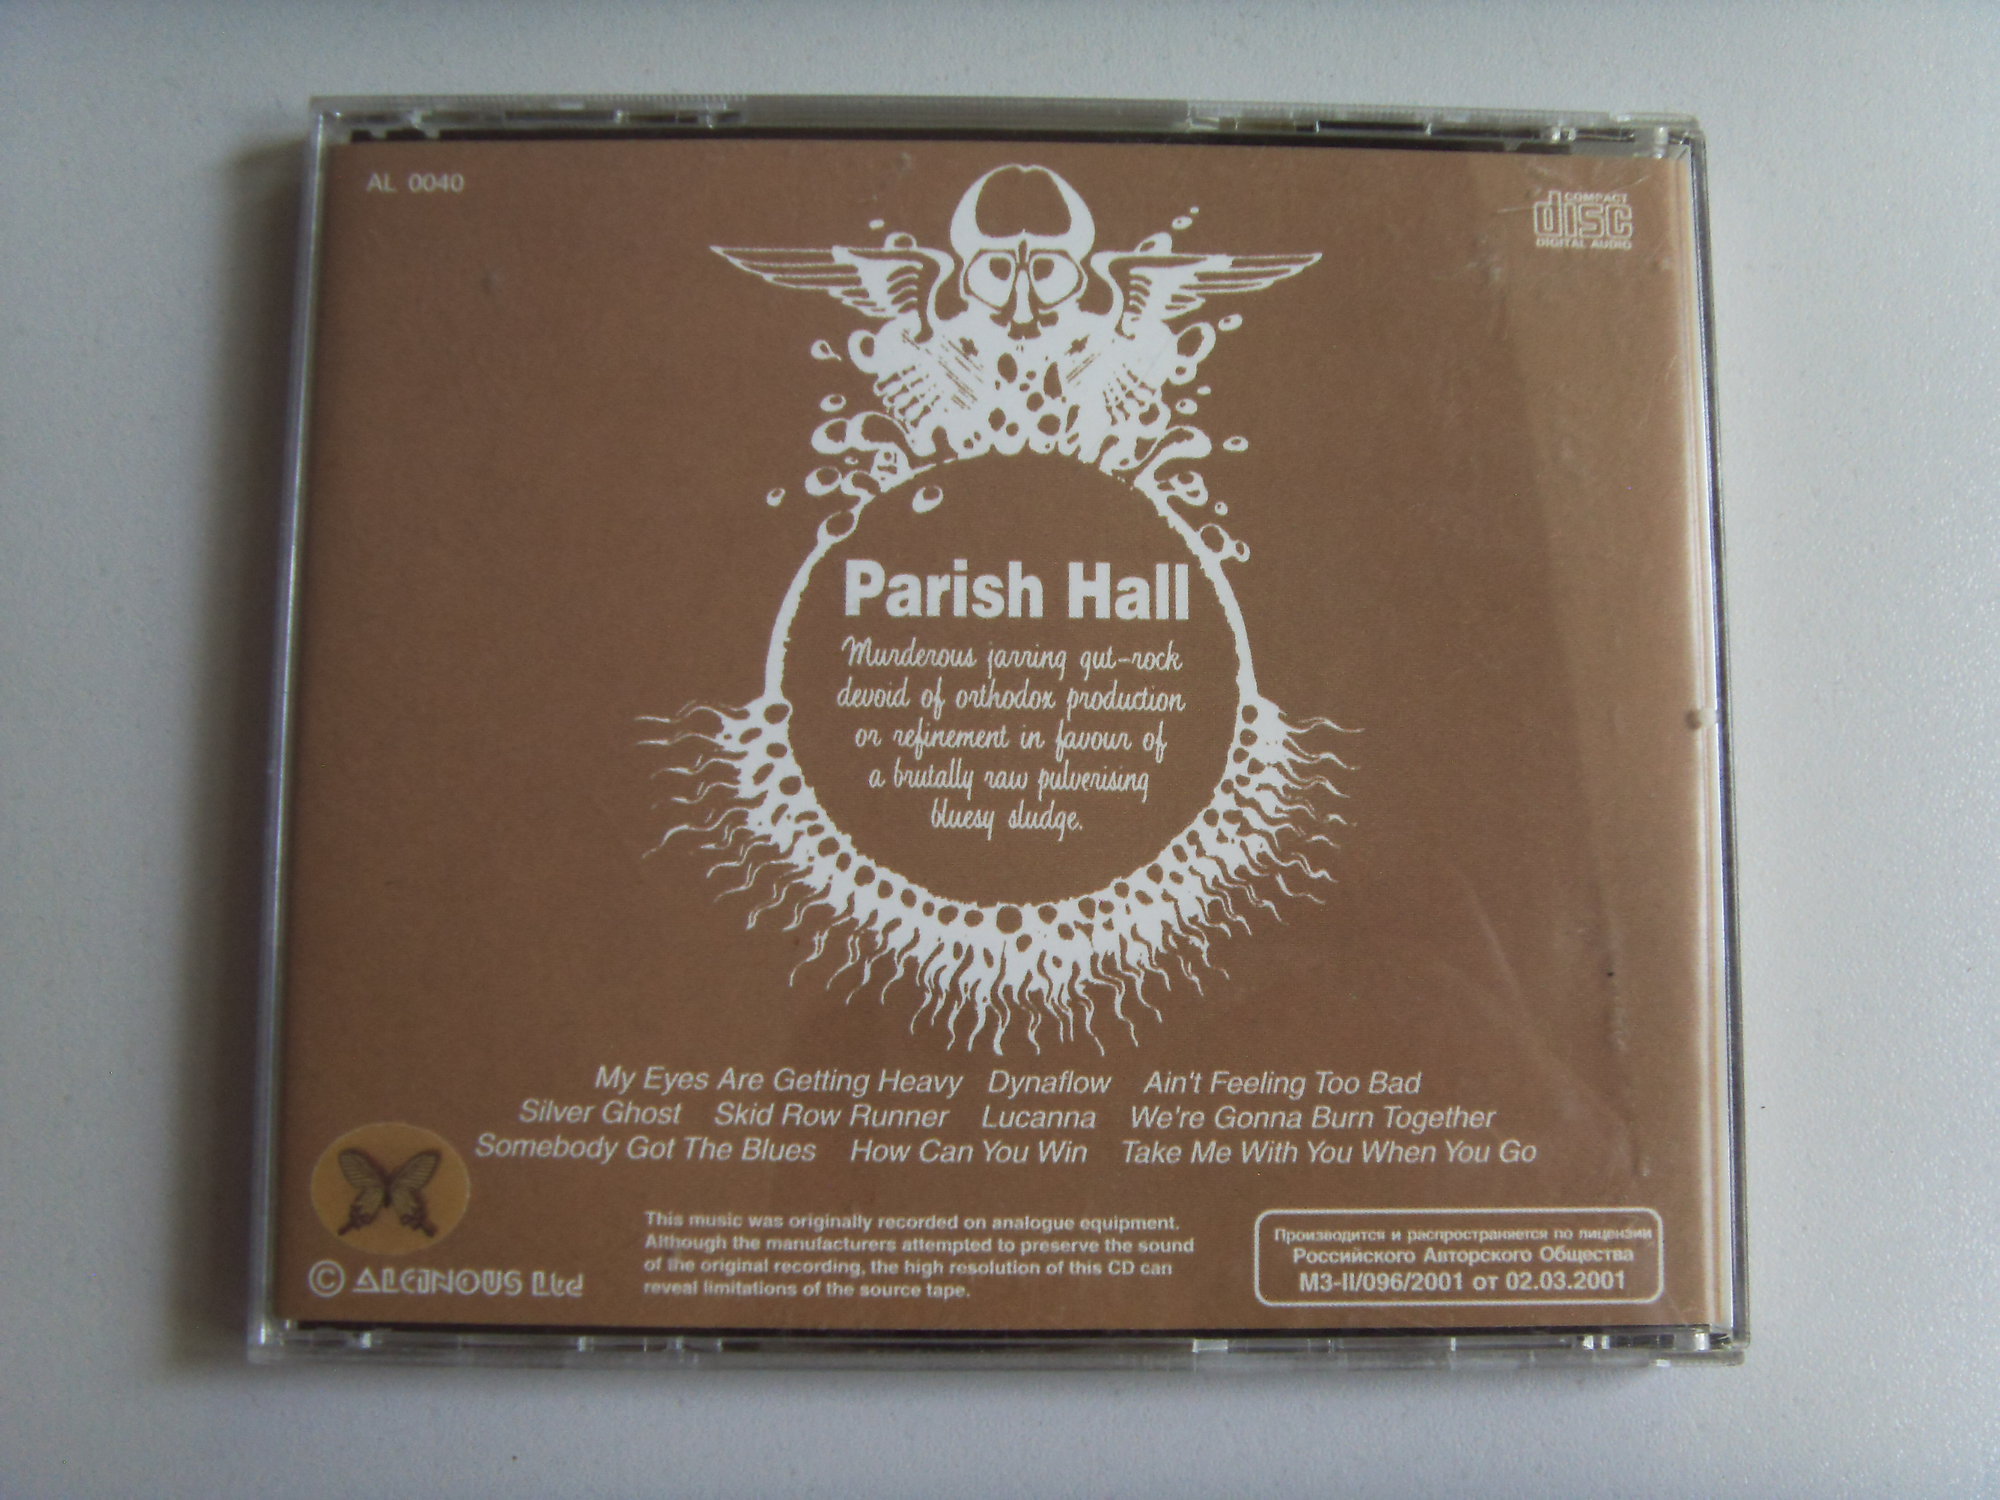 AL 0040
COMPACT
disc
DIGITAL AUDIO
Parish Hall
Murderous jarring gut-rock
devoid of orthodox production
or refinement in favour of
a brutally raw pulverising
bluesy sludge.
My Eyes Are Getting Heavy Dynaflow Ain't Feeling Too Bad
Silver Ghost Skid Row Runner Lucanna We're Gonna Burn Together
Somebody Got The Blues How Can You Win Take Me With You When You Go
This music was originally recorded on analogue equipment.
Although the manufacturers attempted to preserve the sound
of the original recording, the high resolution of this CD can
reveal limitations of the source tape.
© ALCINOUS Ltd
Производится и распространяется по лицензии
Российского Авторского Общества
МЗ-II/096/2001 от 02.03.2001